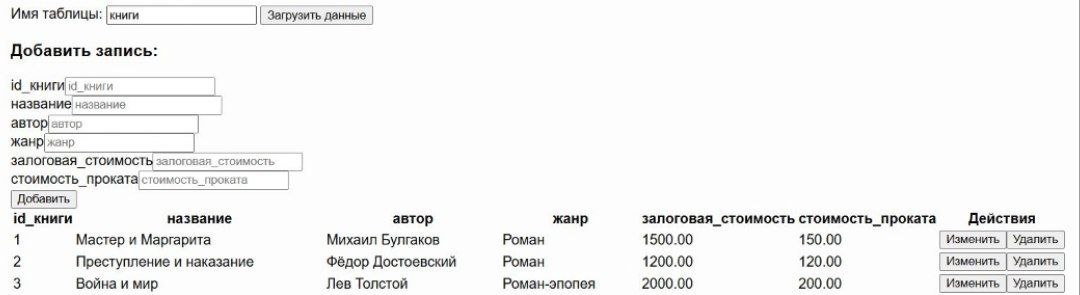 Имя таблицы: книги Загрузить данные
Добавить запись:
id_книги id_книги
название название
автор автор
жанр жанр
залоговая_стоимость залоговая_стоимость
стоимость_проката стоимость_проката
Добавить
id_книги название автор жанр залоговая_стоимость стоимость_проката Действия
1 Мастер и Маргарита Михаил Булгаков Роман 1500.00 150.00 Изменить Удалить
2 Преступление и наказание Фёдор Достоевский Роман 1200.00 120.00 Изменить Удалить
3 Война и мир Лев Толстой Роман-эпопея 2000.00 200.00 Изменить Удалить